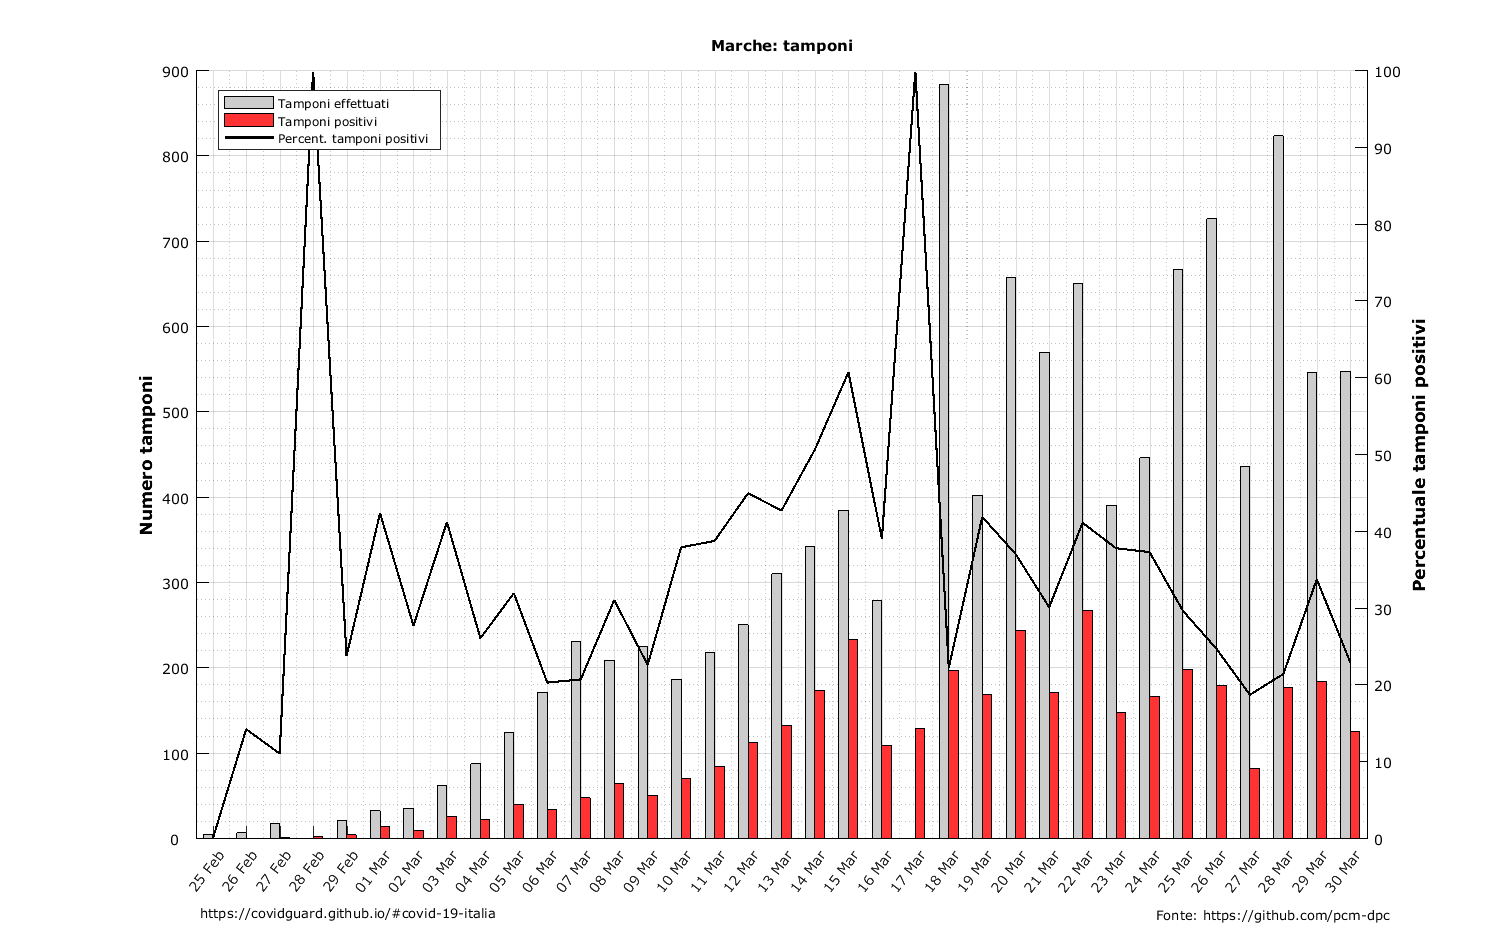 Marche: tamponi
Tamponi effettuati
Tamponi positivi
Percent. tamponi positivi
Numero tamponi
900
800
700
600
500
400
300
200
100
0
100
90
80
70
60
50
40
30
20
10
0
Percentuale tamponi positivi
25 Feb
26 Feb
27 Feb
28 Feb
29 Feb
01 Mar
02 Mar
03 Mar
04 Mar
05 Mar
06 Mar
07 Mar
08 Mar
09 Mar
10 Mar
11 Mar
12 Mar
13 Mar
14 Mar
15 Mar
16 Mar
17 Mar
18 Mar
19 Mar
20 Mar
21 Mar
22 Mar
23 Mar
24 Mar
25 Mar
26 Mar
27 Mar
28 Mar
29 Mar
30 Mar
https://covidguard.github.io/#covid-19-italia
Fonte: https://github.com/pcm-dpc